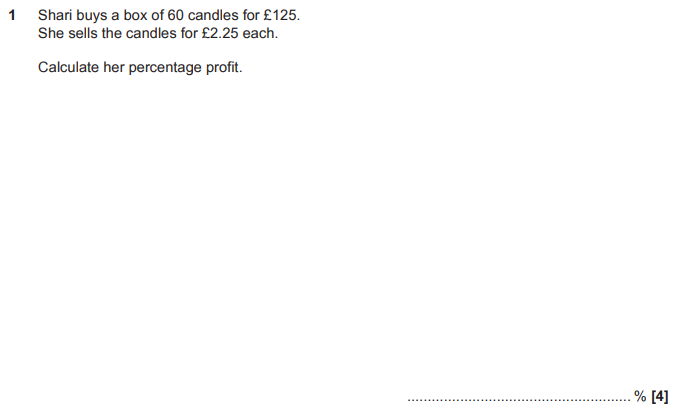 1 Shari buys a box of 60 candles for £125.
She sells the candles for £2.25 each.
Calculate her percentage profit.
....................................................... % [4]